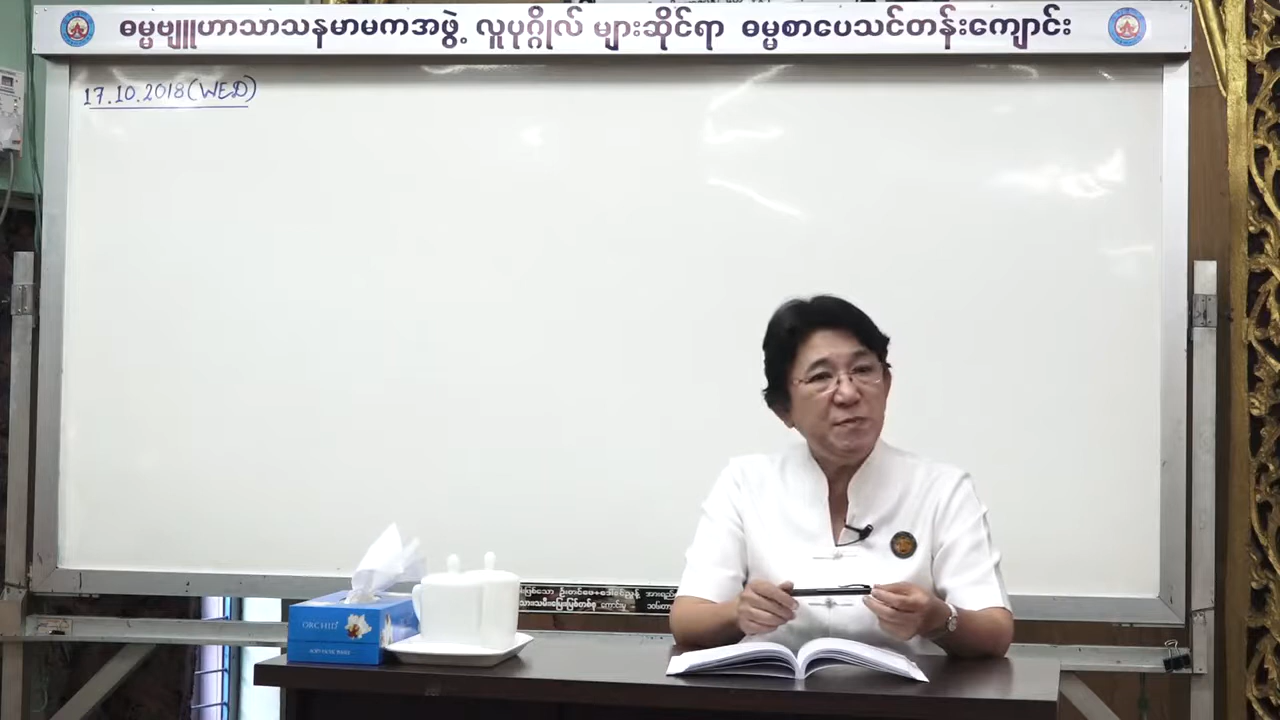 ဓမ္မဗျူဟာသာသနမာမကအဖွဲ့ လူပုဂ္ဂိုလ် များဆိုင်ရာ ဓမ္မစာပေသင်တန်းကျောင်း
17.10.2018(WED)
ORCHID